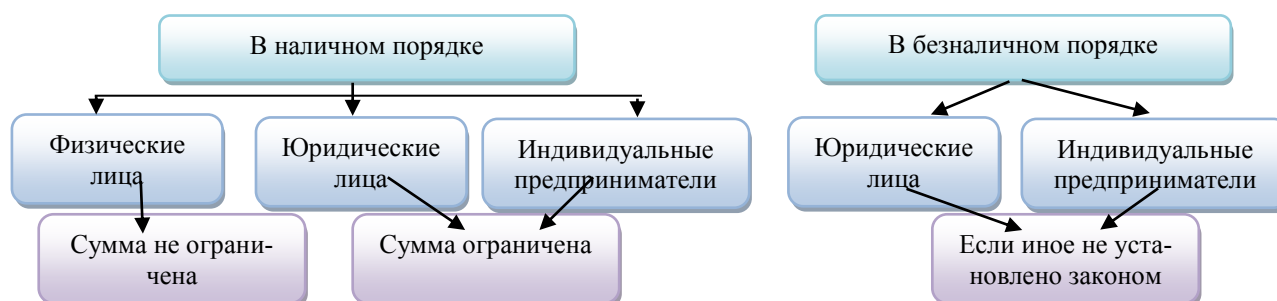 В наличном порядке
В безналичном порядке
Физические
лица
Юридические
лица
Индивидуальные
предприниматели
Юридические
лица
Индивидуальные
предприниматели
Сумма не ограни-
чена
Сумма ограничена
Если иное не уста-
новлено законом